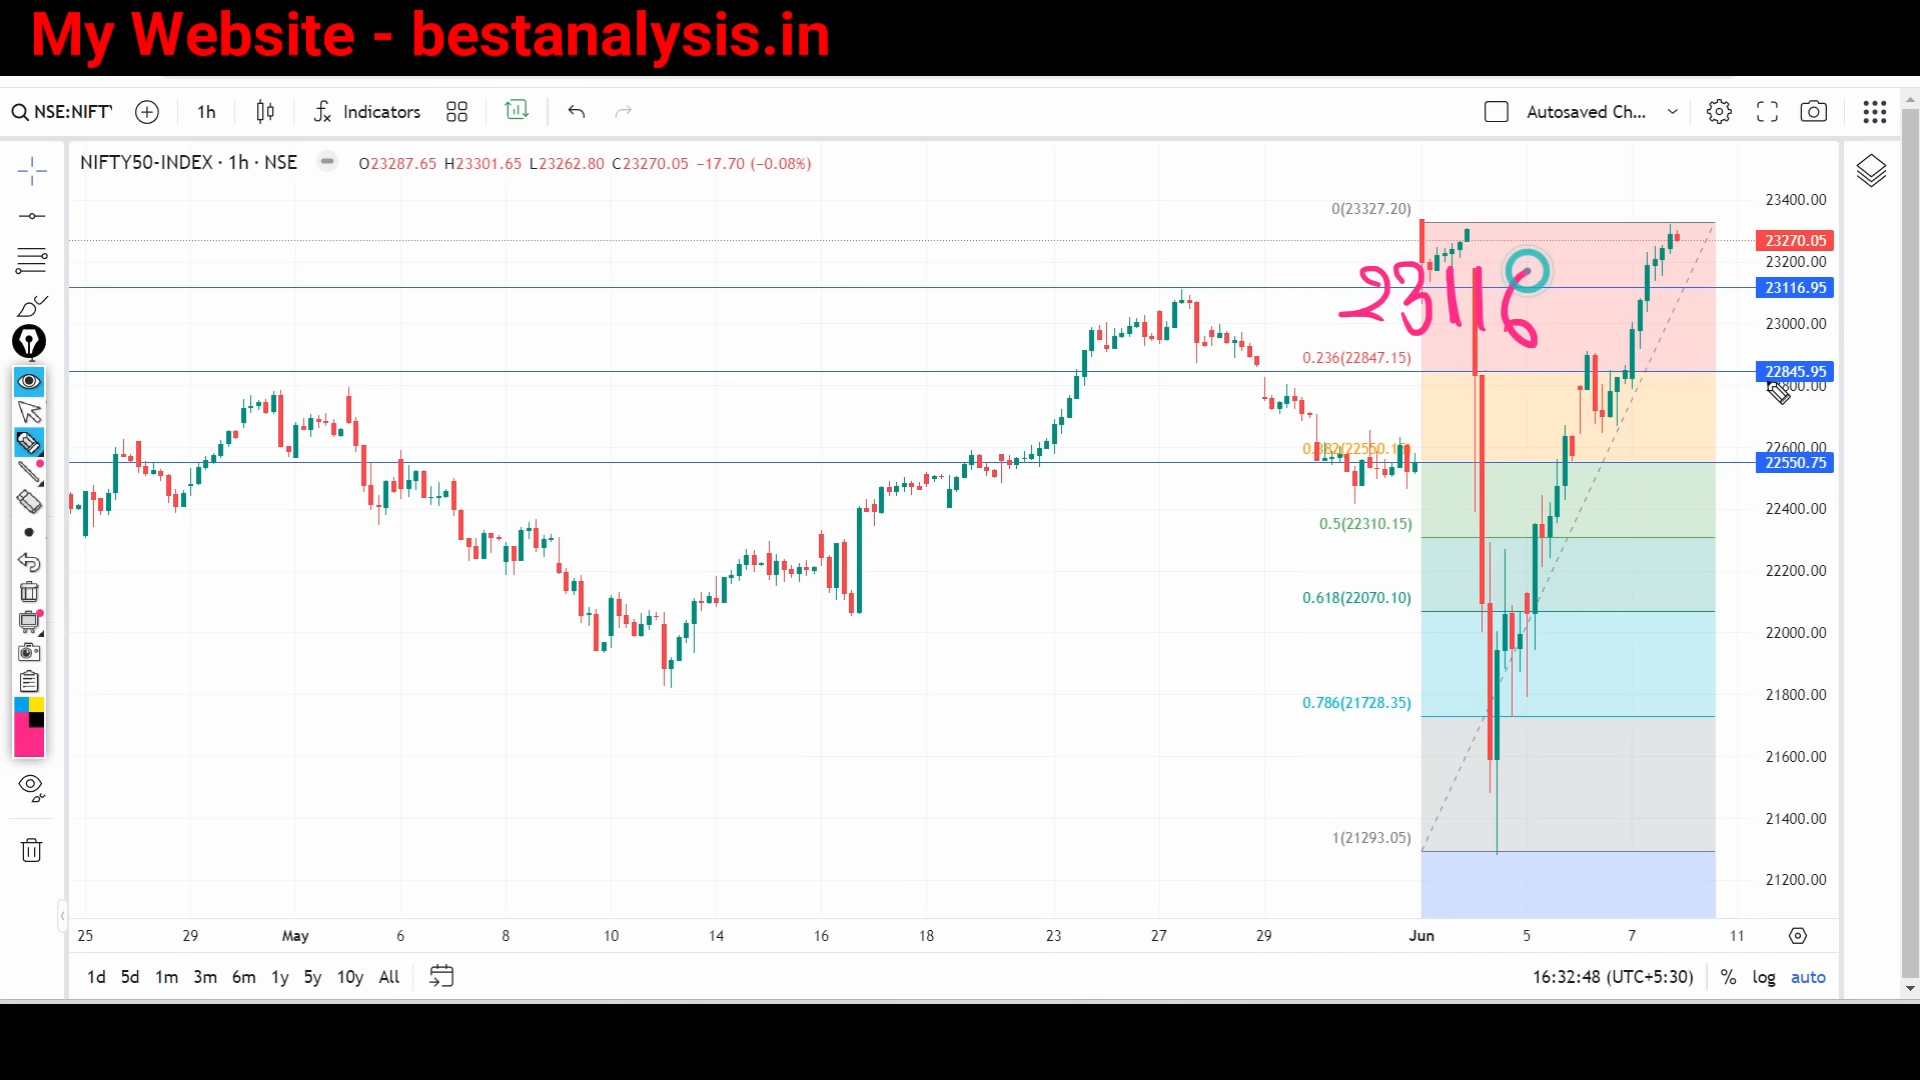 My Website - bestanalysis.in
NSE:NIFT
1h
Indicators
Autosaved Ch...
NIFTY50-INDEX · 1h · NSE
O23287.65 H23301.65 L23262.80 C23270.05 −17.70 (−0.08%)
23400.00
0(23327.20)
23270.05
23200.00
23116
23116.95
23000.00
0.236(22847.15)
22845.95
22800.00
22600.00
22550.75
22400.00
0.5(22310.15)
22200.00
0.618(22070.10)
22000.00
21800.00
0.786(21728.35)
21600.00
21400.00
1(21293.05)
21200.00
25 29 May 6 8 10 14 16 18 23 27 29 Jun 5 7 11
1d 5d 1m 3m 6m 1y 5y 10y All
16:32:48 (UTC+5:30) % log auto